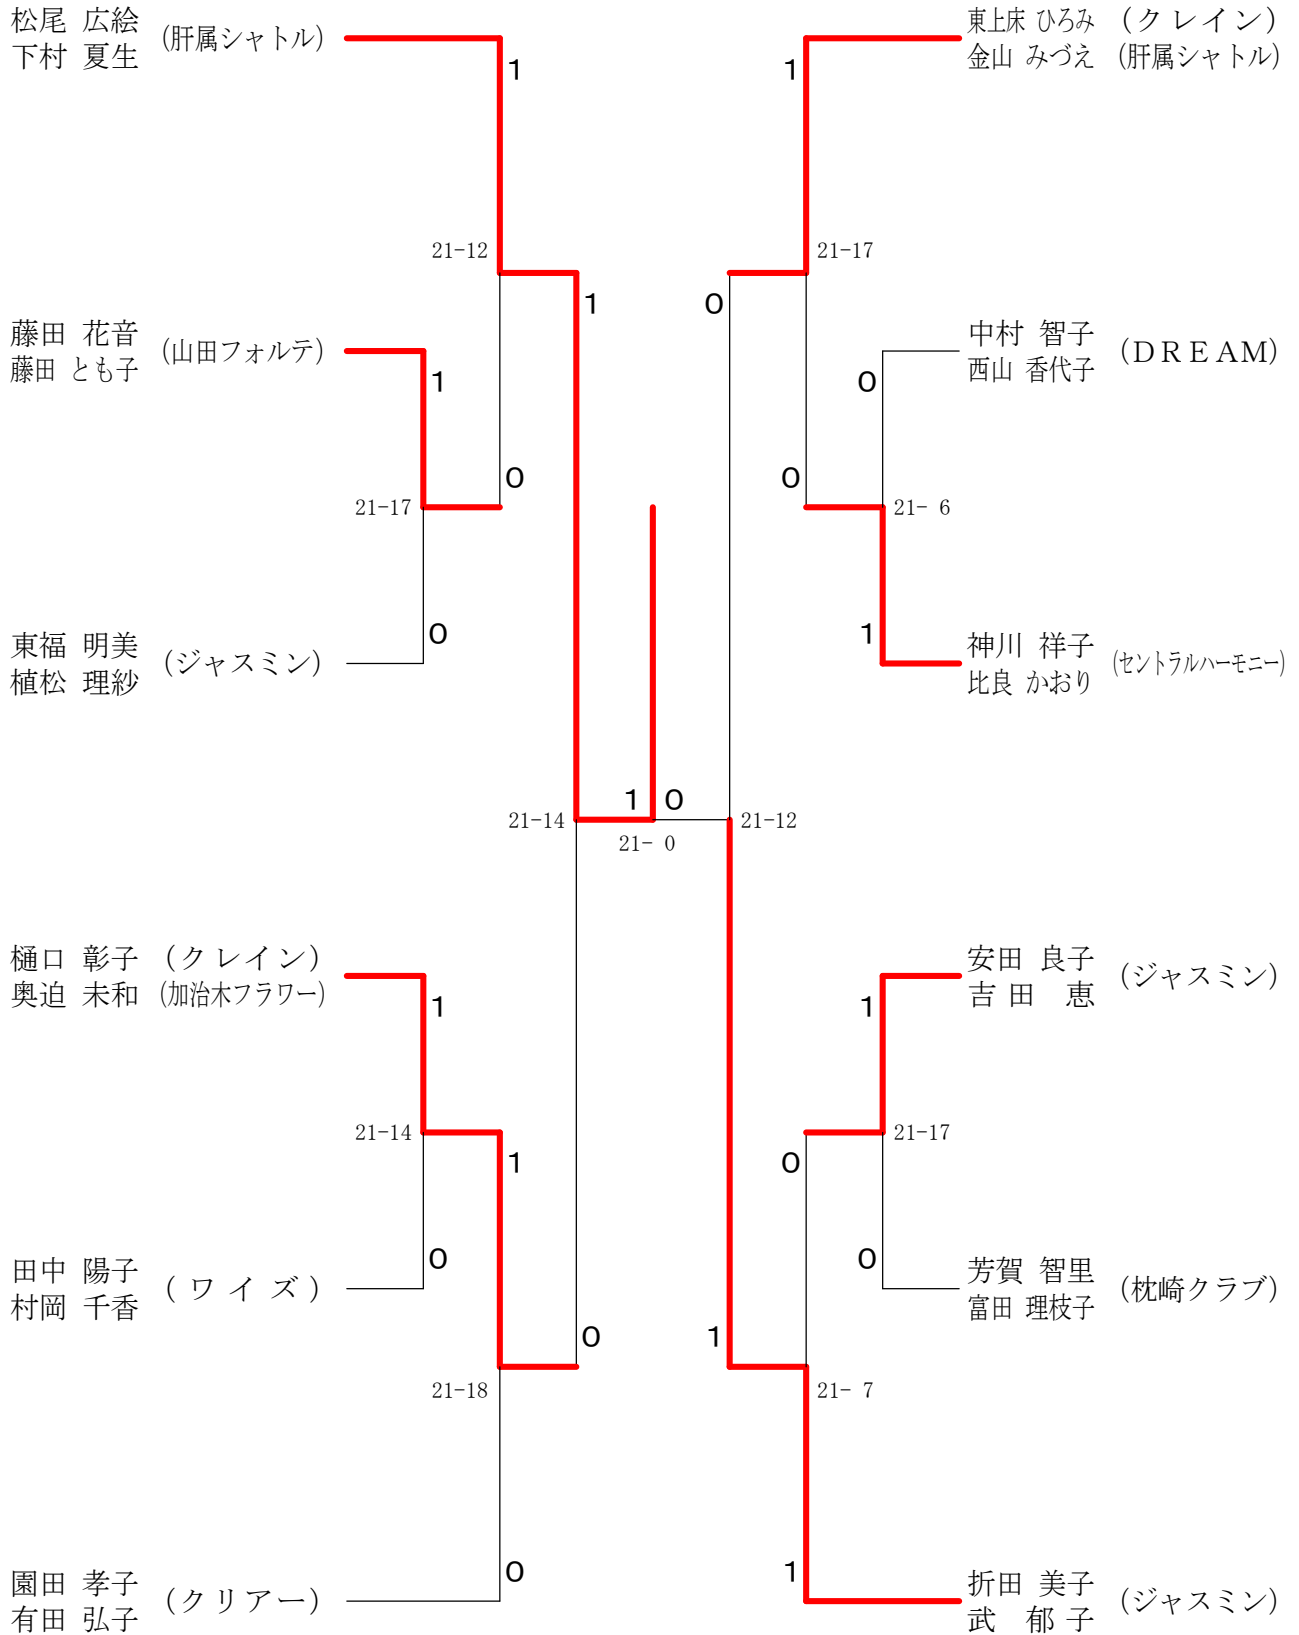 松尾 広絵
下村 夏生
(肝属シャトル)
1
21-12
1
藤田 花音
藤田 とも子
(山田フォルテ)
1
0
21-17
0
東福 明美
植松 理紗
(ジャスミン)
21-14
樋口 彰子 (クレイン)
奥迫 未和 (加治木フラワー)
1
21-14
1
0
田中 陽子
村岡 千香
(ワイズ)
0
21-18
0
園田 孝子
有田 弘子
(クリアー)
1 0
21- 0
東上床 ひろみ (クレイン)
金山 みづえ (肝属シャトル)
1
21-17
0
中村 智子
西山 香代子
(DREAM)
0
0
21- 6
1
神川 祥子
比良 かおり
(セントラルハーモニー)
21-12
安田 良子
吉田 恵
(ジャスミン)
1
21-17
0
0
芳賀 智里
富田 理枝子
(枕崎クラブ)
1
21- 7
1
折田 美子
武 郁子
(ジャスミン)